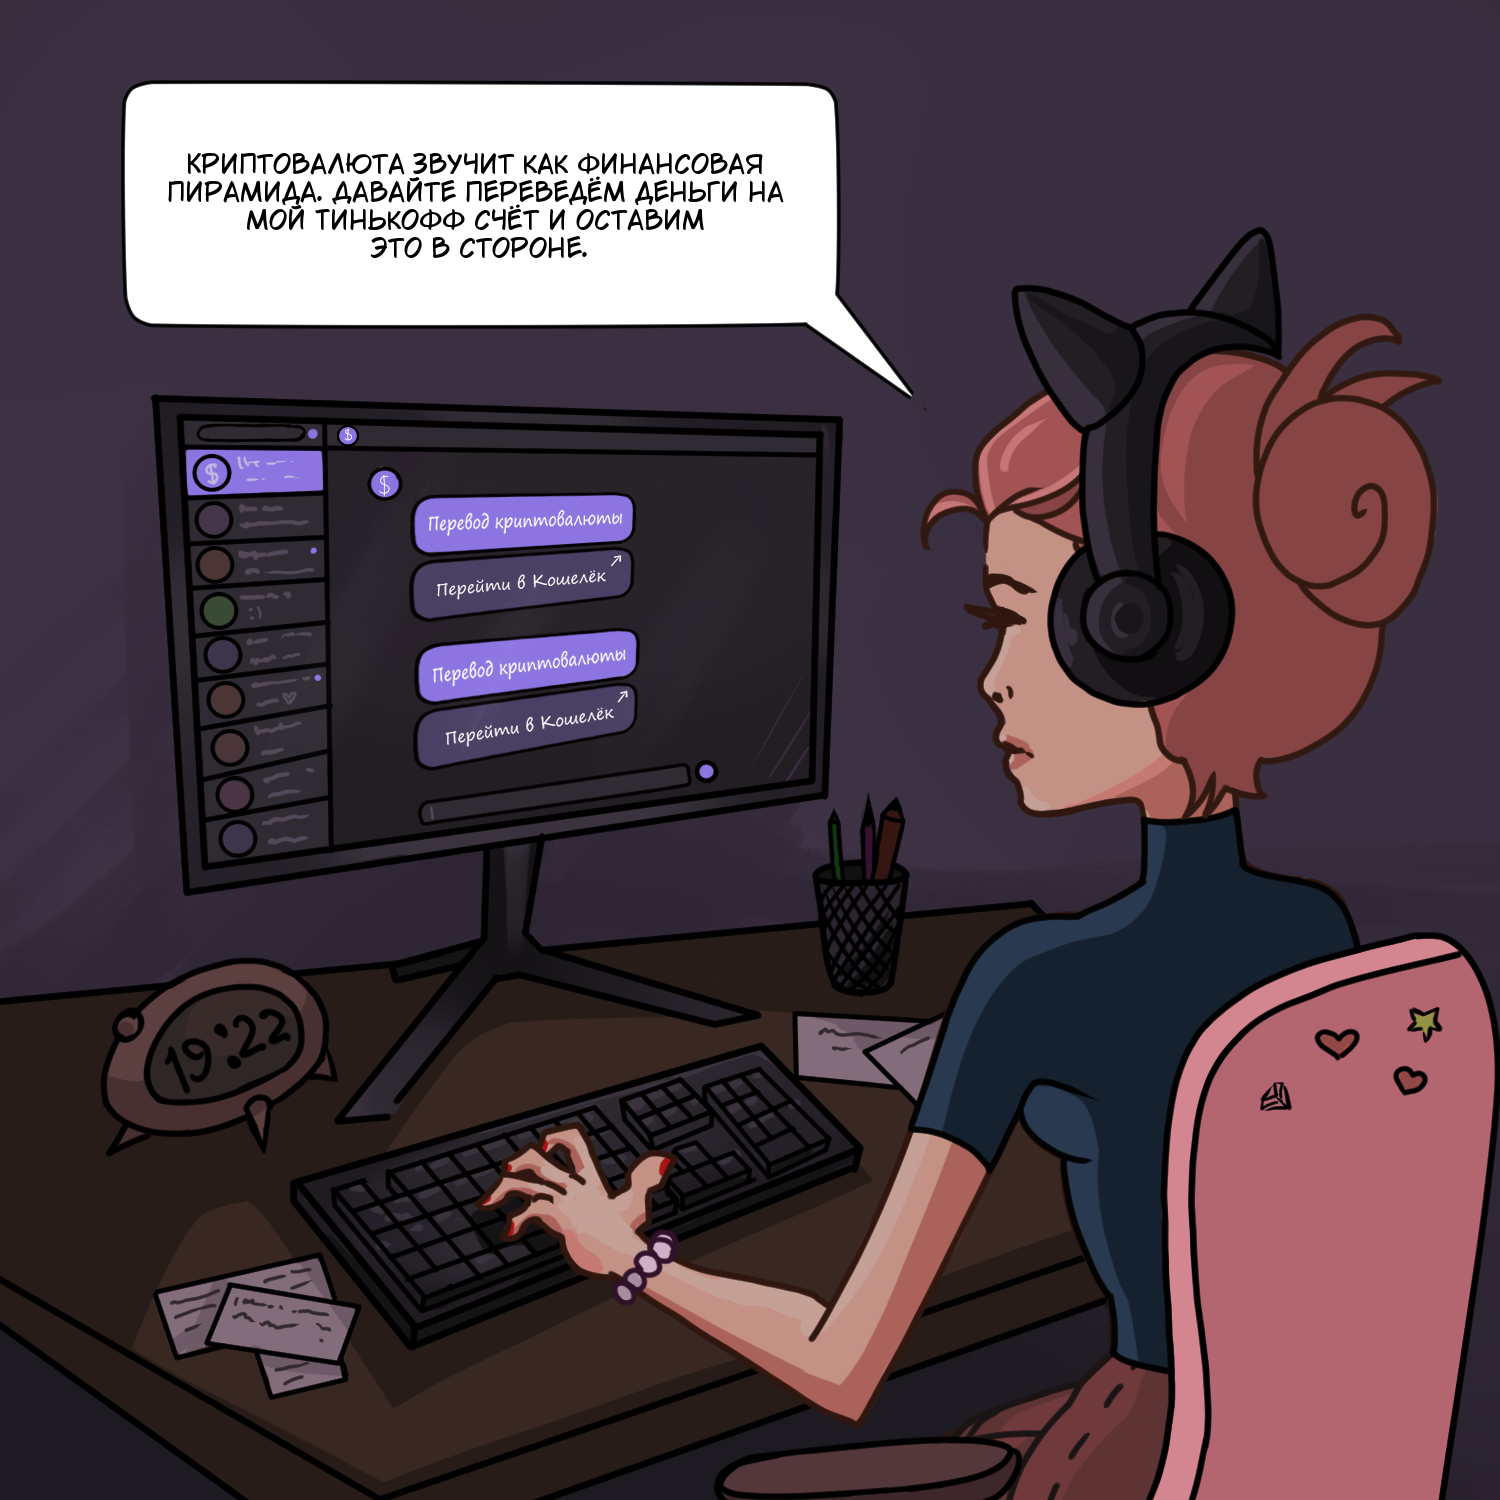 КРИПТОВАЛЮТА ЗВУЧИТ КАК ФИНАНСОВАЯ
ПИРАМИДА. ДАВАЙТЕ ПЕРЕВЕДЁМ ДЕНЬГИ НА
МОЙ ТИНЬКОФФ СЧЁТ И ОСТАВИМ
ЭТО В СТОРОНЕ.
$
$
$
Перевод криптовалюты
Перейти в Кошелёк
:)
Перевод криптовалюты
Перейти в Кошелёк
19:22